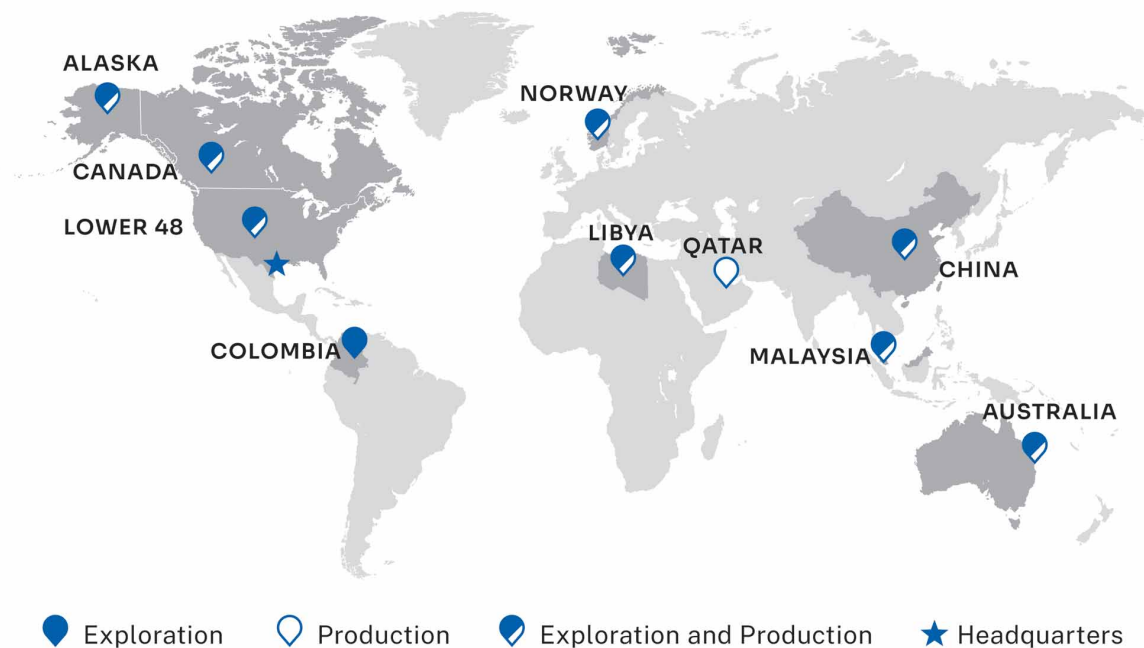 ALASKA
NORWAY
CANADA
LOWER 48
LIBYA
QATAR
CHINA
COLOMBIA
MALAYSIA
AUSTRALIA
Exploration
Production
Exploration and Production
Headquarters